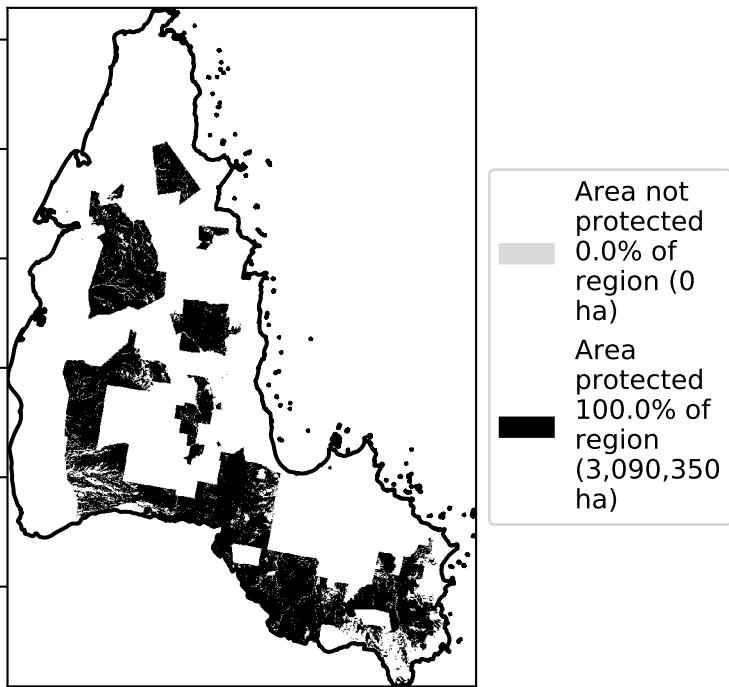 Area not
protected
0.0% of
region (0
ha)
Area
protected
100.0% of
region
(3,090,350
ha)